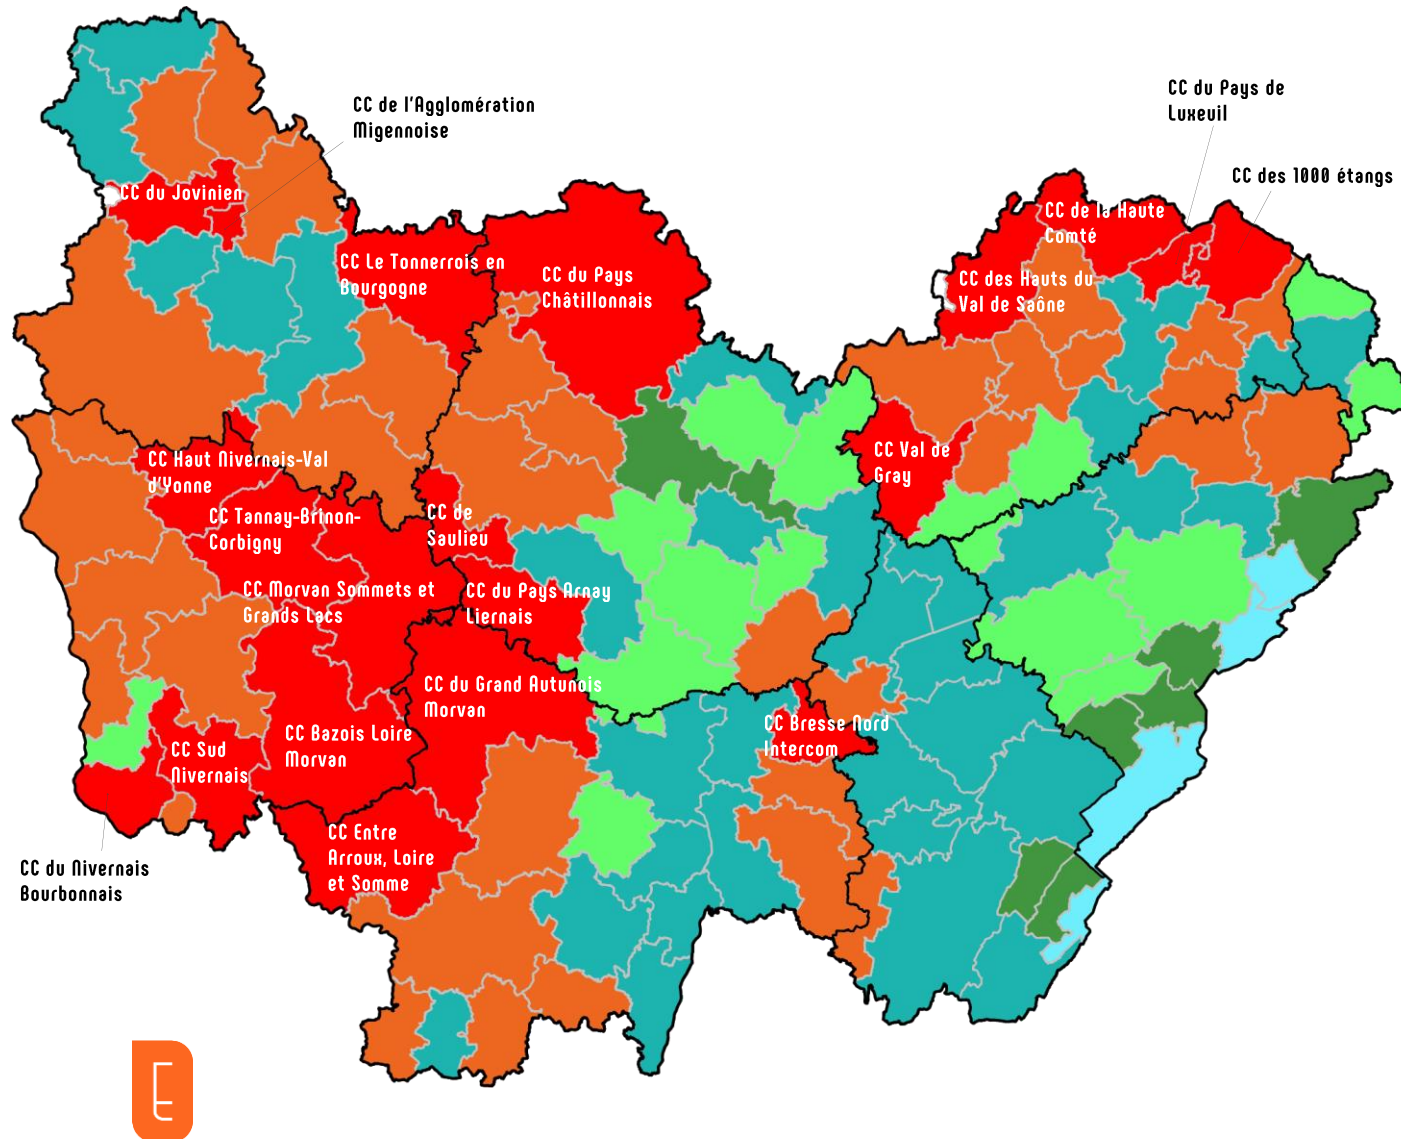 CC du Pays de
Luxeuil
CC de l'Agglomération
Migennoise
CC des 1000 étangs
CC du Jovinien
CC de la Haute
Comté
CC Le Tonnerrois en
Bourgogne
CC du Pays
Châtillonnais
CC des Hauts du
Val de Saône
CC Haut Nivernais-Val
d'Yonne
CC Val de
Gray
CC Tannay-Brinon-
Corbigny
CC de
Saulieu
CC Morvan Sommets et
Grands Lacs
CC du Pays Arnay
Liernais
CC du Grand Autunois
Morvan
CC Bresse Nord
Intercom
CC Bazois Loire
Morvan
CC Sud
Nivernais
CC Entre
Arroux, Loire
et Somme
CC du Nivernais
Bourbonnais
E